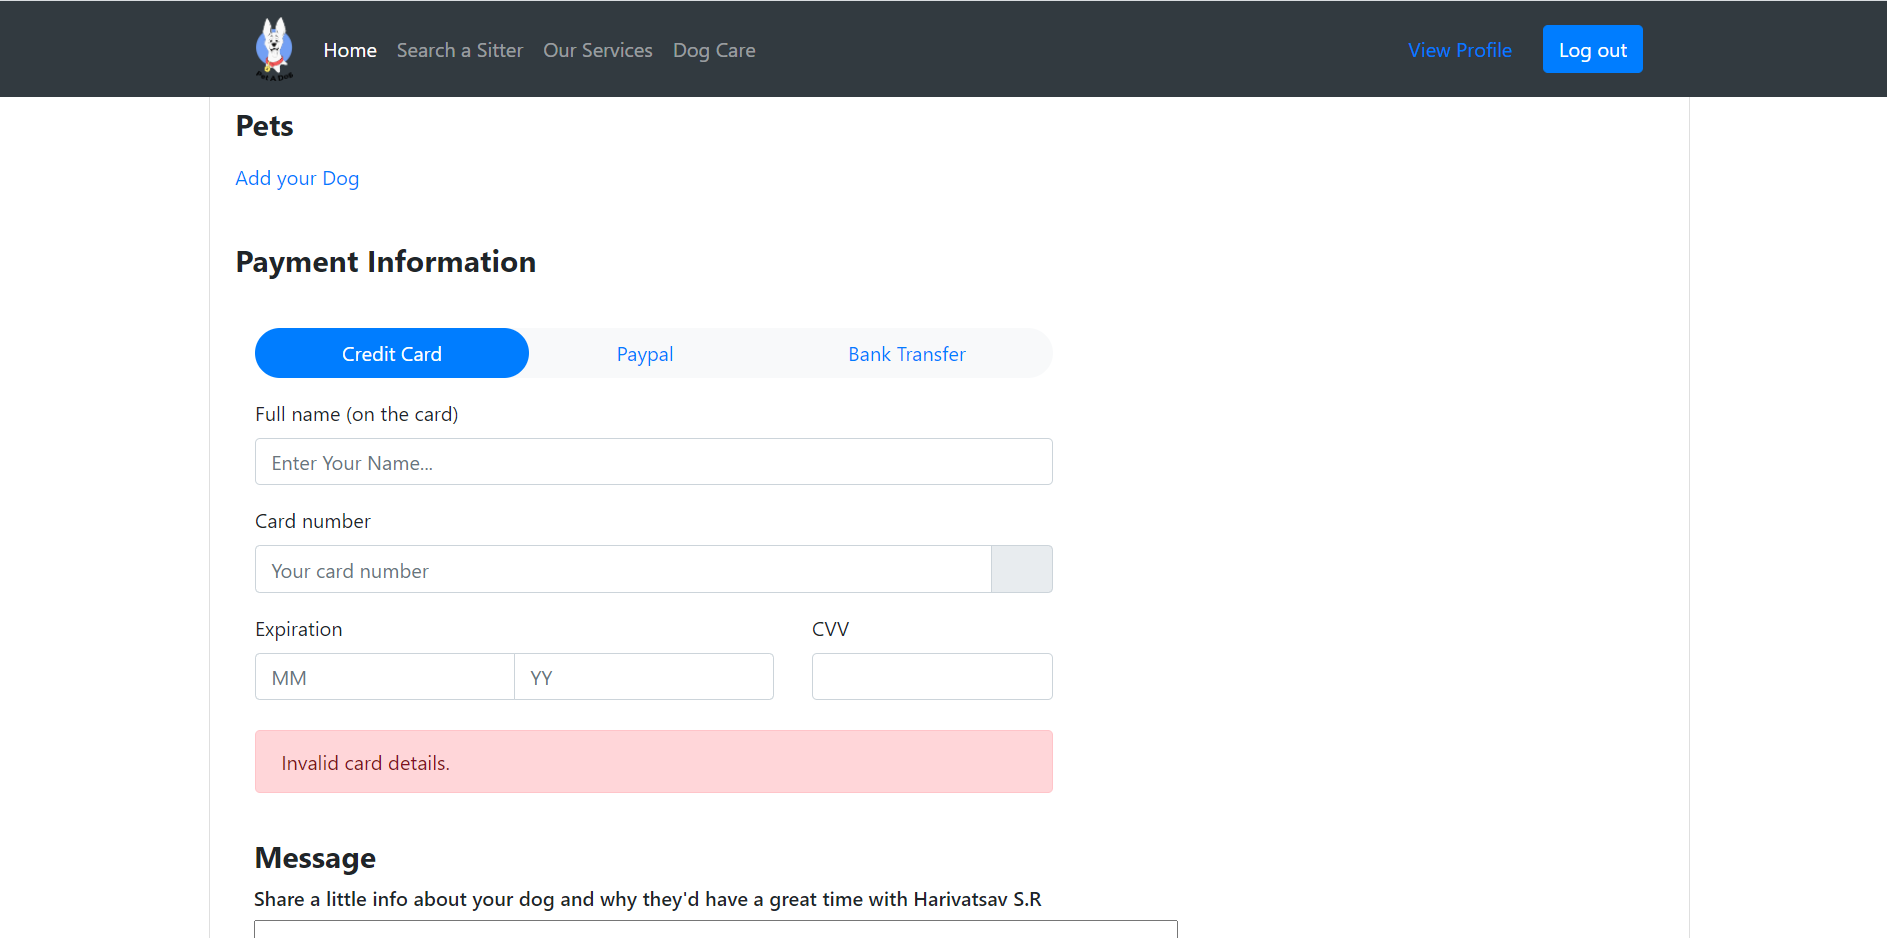 Home Search a Sitter Our Services Dog Care View Profile Log out
Pet A Dog
Pets
Add your Dog
Payment Information
Credit Card Paypal Bank Transfer
Full name (on the card)
Enter Your Name...
Card number
Your card number
Expiration CVV
MM YY
Invalid card details.
Message
Share a little info about your dog and why they'd have a great time with Harivatsav S.R